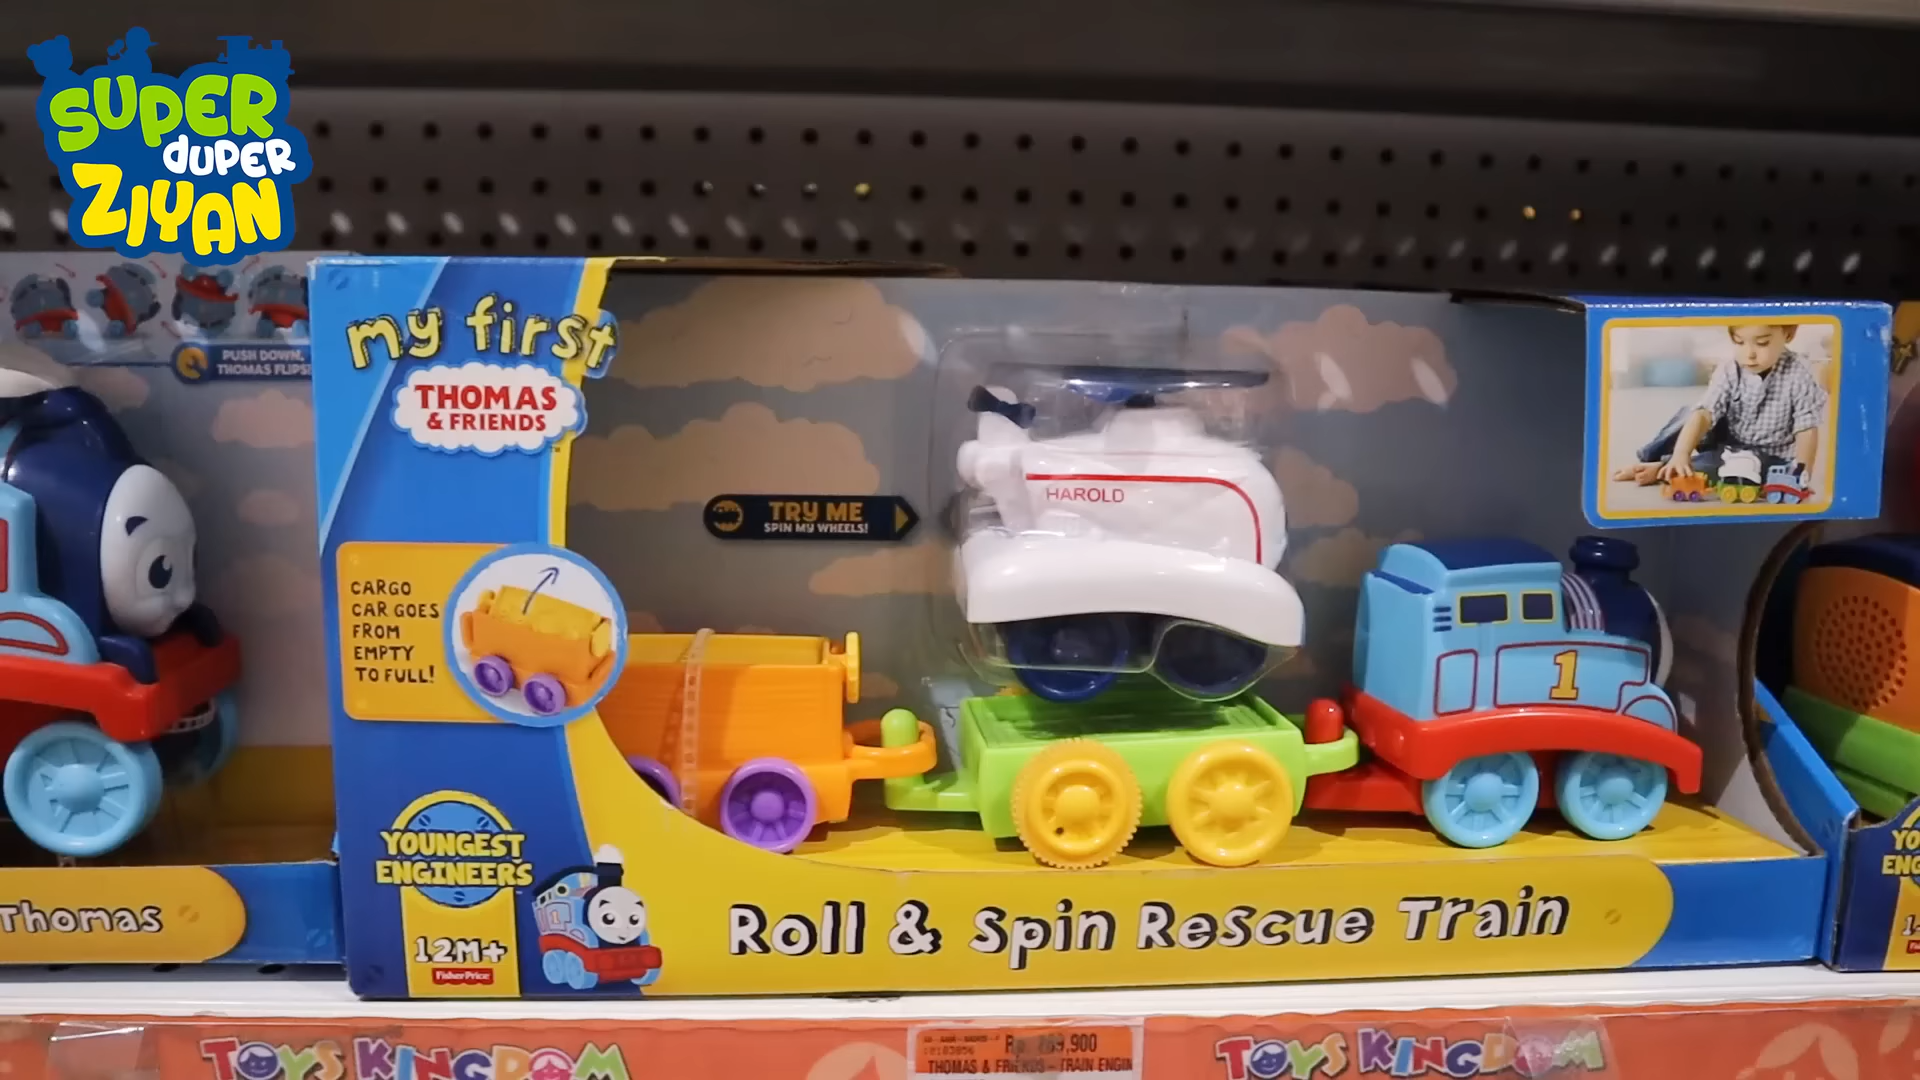 SUPER
DUPER
ZIYAN
PUSH DOWN,
THOMAS FLIPS!
my first
THOMAS
& FRIENDS
TRY ME
SPIN MY WHEELS!
HAROLD
CARGO
CAR GOES
FROM
EMPTY
TO FULL!
1
YOUNGEST
ENGINEERS
12M+
Fisher-Price
Roll & Spin Rescue Train
Thomas
TOYS KINGDOM
THOMAS & FRIENDS - TRAIN ENGIN
TOYS KINGDOM